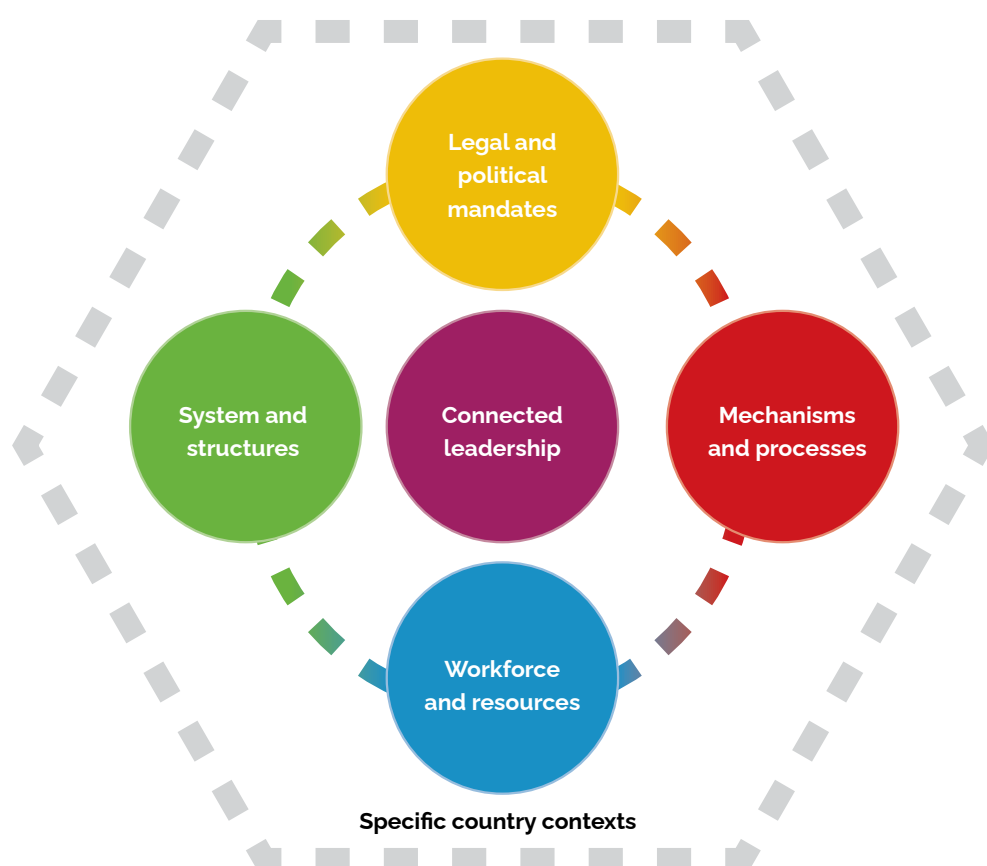 Legal and
political
mandates
System and
structures
Connected
leadership
Mechanisms
and processes
Workforce
and resources
Specific country contexts